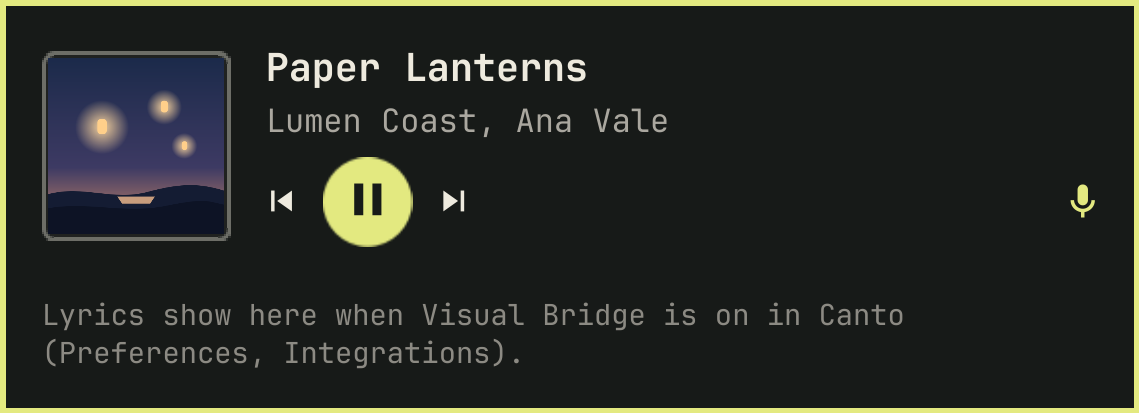 Paper Lanterns
Lumen Coast, Ana Vale
Lyrics show here when Visual Bridge is on in Canto
(Preferences, Integrations).